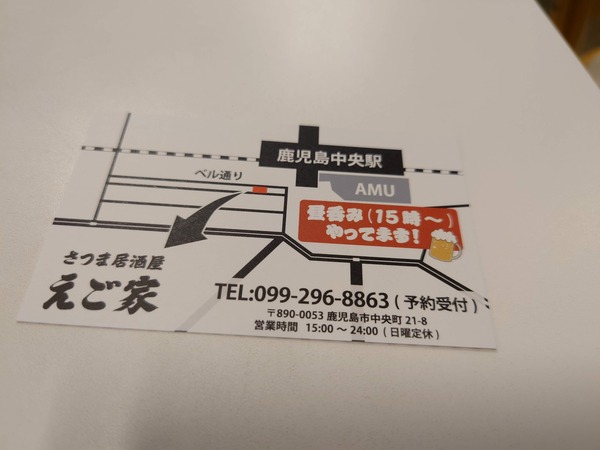 鹿児島中央駅
ベル通り
AMU
昼呑み(15時～)
やってます!
さつま居酒屋
えご家
TEL:099-296-8863(予約受付)
〒890-0053 鹿児島市中央町 21-8
営業時間 15:00～24:00(日曜定休)